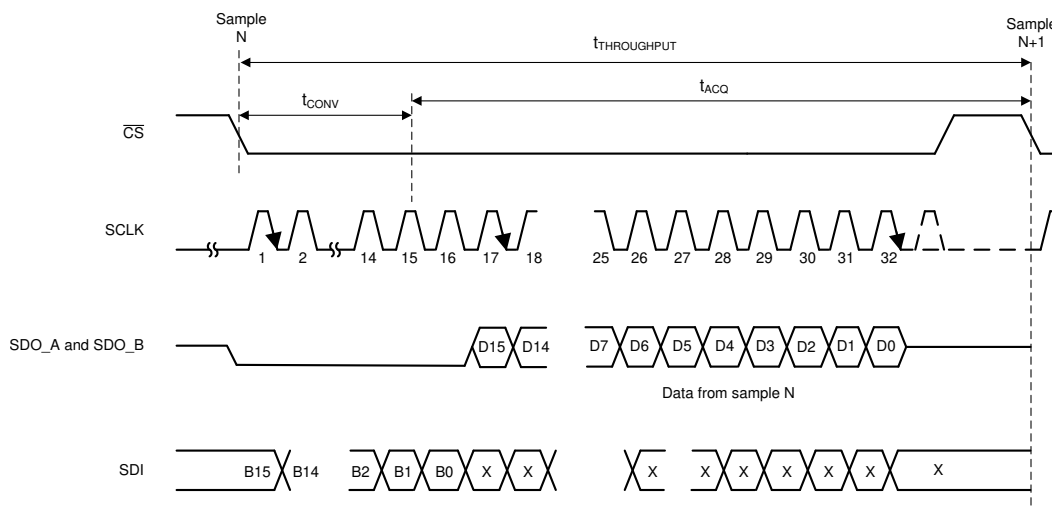 Sample
N
Sample
N+1
tTHROUGHPUT
tCONV
tACQ
CS
SCLK
1 2 14 15 16 17 18 25 26 27 28 29 30 31 32
SDO_A and SDO_B
D15 D14 D7 D6 D5 D4 D3 D2 D1 D0
Data from sample N
SDI
B15 B14 B2 B1 B0 X X X X X X X X X